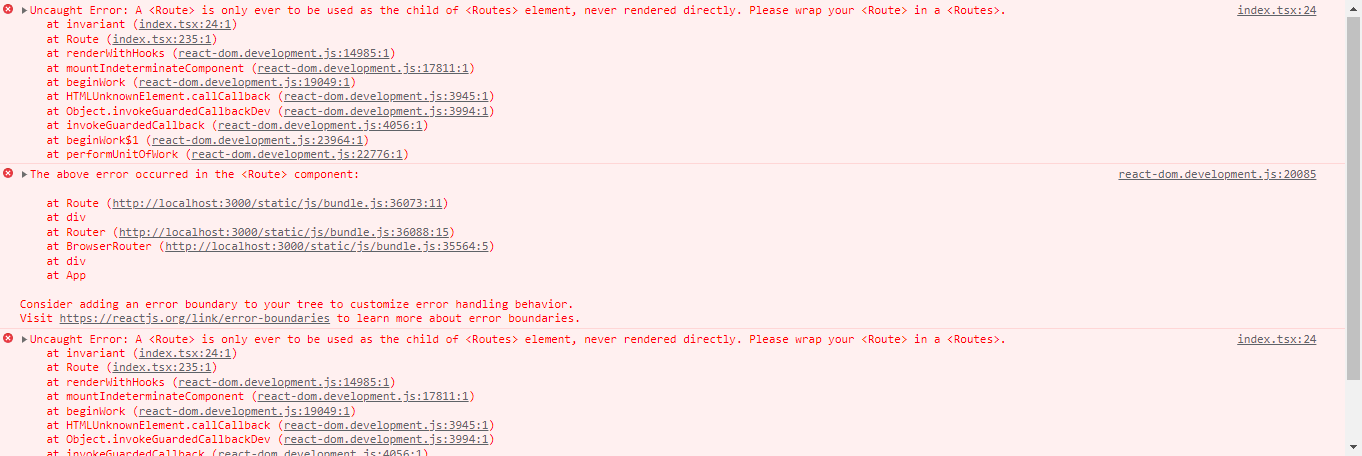 Uncaught Error: A <Route> is only ever to be used as the child of <Routes> element, never rendered directly. Please wrap your <Route> in a <Routes>. index.tsx:24
at invariant (index.tsx:24:1)
at Route (index.tsx:235:1)
at renderWithHooks (react-dom.development.js:14985:1)
at mountIndeterminateComponent (react-dom.development.js:17811:1)
at beginWork (react-dom.development.js:19049:1)
at HTMLUnknownElement.callCallback (react-dom.development.js:3945:1)
at Object.invokeGuardedCallbackDev (react-dom.development.js:3994:1)
at invokeGuardedCallback (react-dom.development.js:4056:1)
at beginWork$1 (react-dom.development.js:23964:1)
at performUnitOfWork (react-dom.development.js:22776:1)
The above error occurred in the <Route> component: react-dom.development.js:20085
at Route (http://localhost:3000/static/js/bundle.js:36073:11)
at div
at Router (http://localhost:3000/static/js/bundle.js:36088:15)
at BrowserRouter (http://localhost:3000/static/js/bundle.js:35564:5)
at div
at App
Consider adding an error boundary to your tree to customize error handling behavior.
Visit https://reactjs.org/link/error-boundaries to learn more about error boundaries.
Uncaught Error: A <Route> is only ever to be used as the child of <Routes> element, never rendered directly. Please wrap your <Route> in a <Routes>. index.tsx:24
at invariant (index.tsx:24:1)
at Route (index.tsx:235:1)
at renderWithHooks (react-dom.development.js:14985:1)
at mountIndeterminateComponent (react-dom.development.js:17811:1)
at beginWork (react-dom.development.js:19049:1)
at HTMLUnknownElement.callCallback (react-dom.development.js:3945:1)
at Object.invokeGuardedCallbackDev (react-dom.development.js:3994:1)
at invokeGuardedCallback (react-dom.development.js:4056:1)